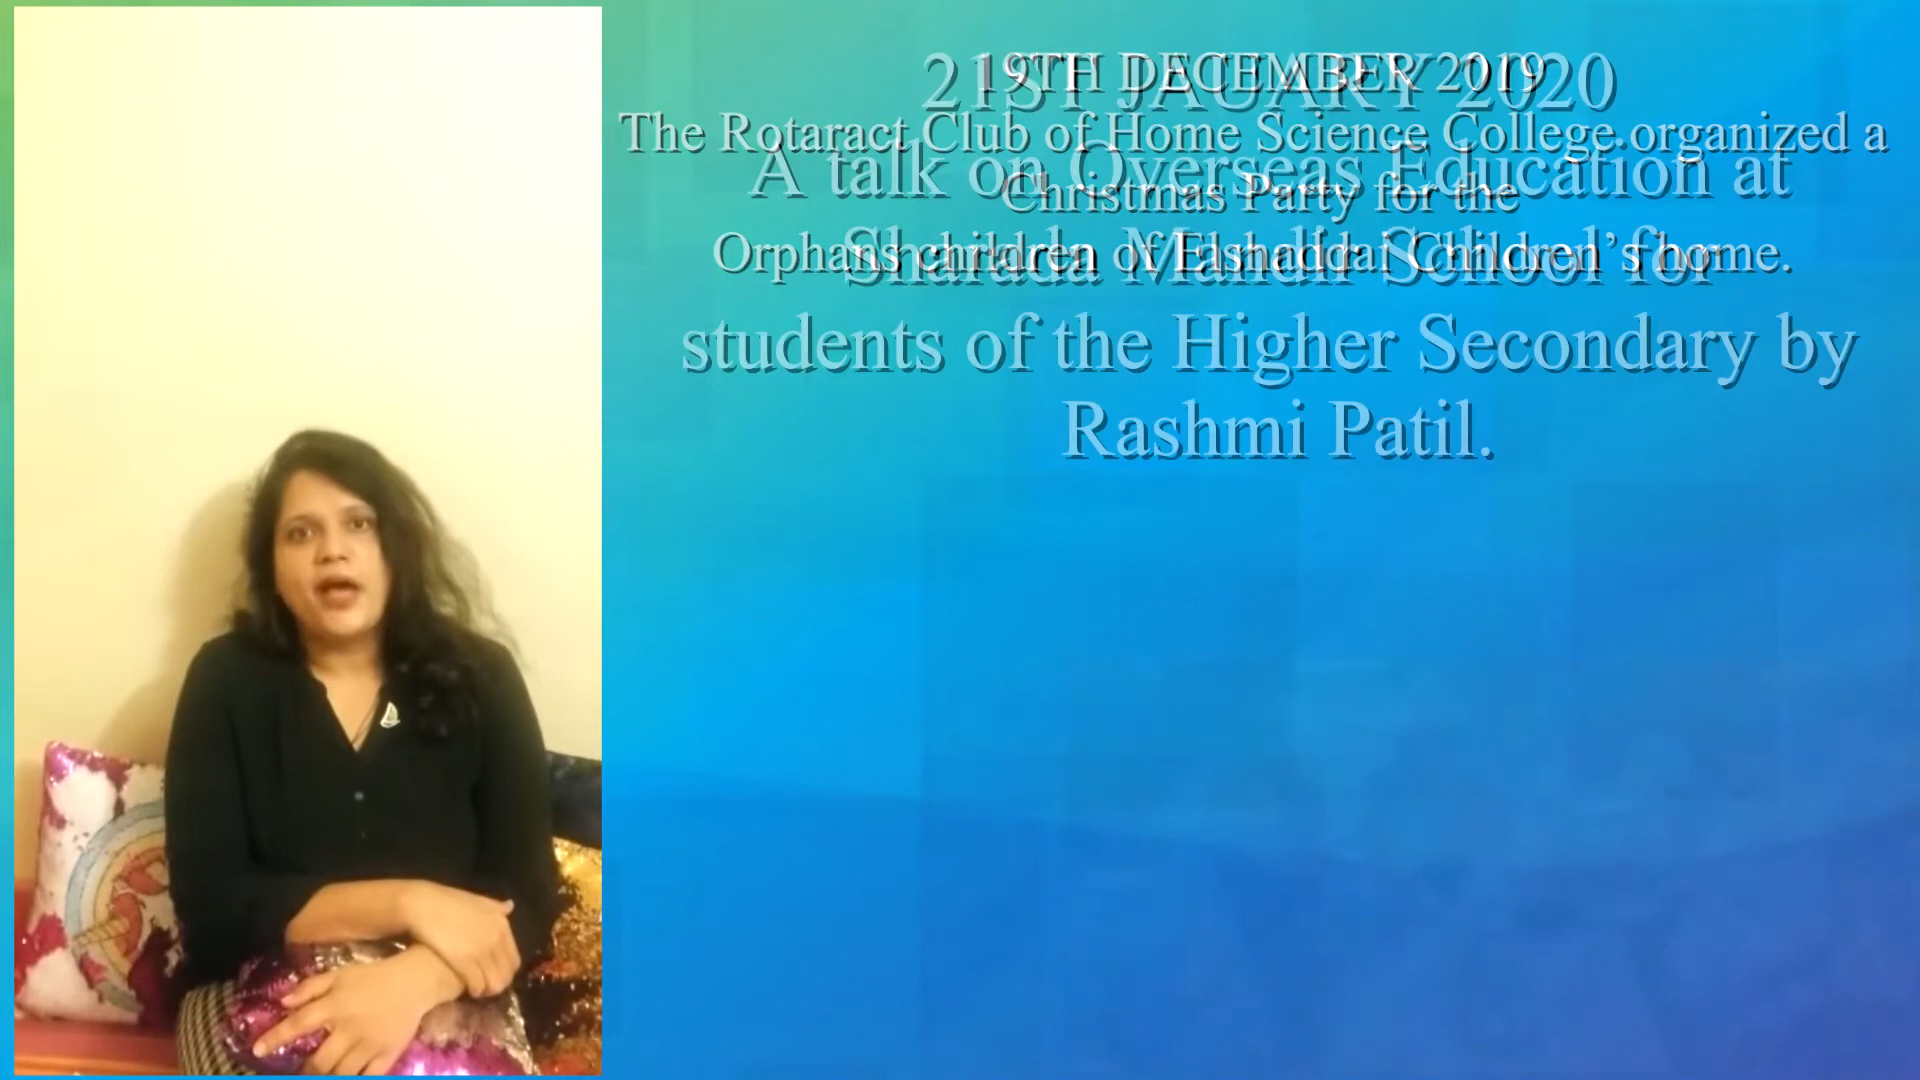 19TH DECEMBER 2019
The Rotaract Club of Home Science College organized a
Christmas Party for the
Orphans children of Elshaddai Children’s home.
21ST JAUARY 2020
A talk on Overseas Education at
Sharada Mandir School for
students of the Higher Secondary by
Rashmi Patil.